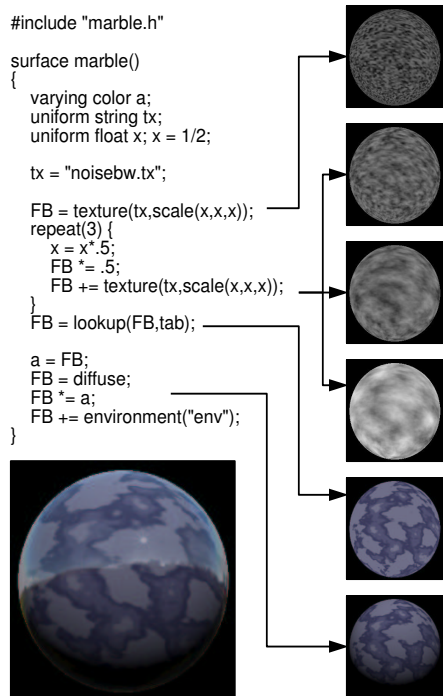 #include "marble.h"
surface marble()
{
varying color a;
uniform string tx;
uniform float x; x = 1/2;
tx = "noisebw.tx";
FB = texture(tx,scale(x,x,x));
repeat(3) {
x = x*.5;
FB *= .5;
FB += texture(tx,scale(x,x,x));
}
FB = lookup(FB,tab);
a = FB;
FB = diffuse;
FB *= a;
FB += environment("env");
}